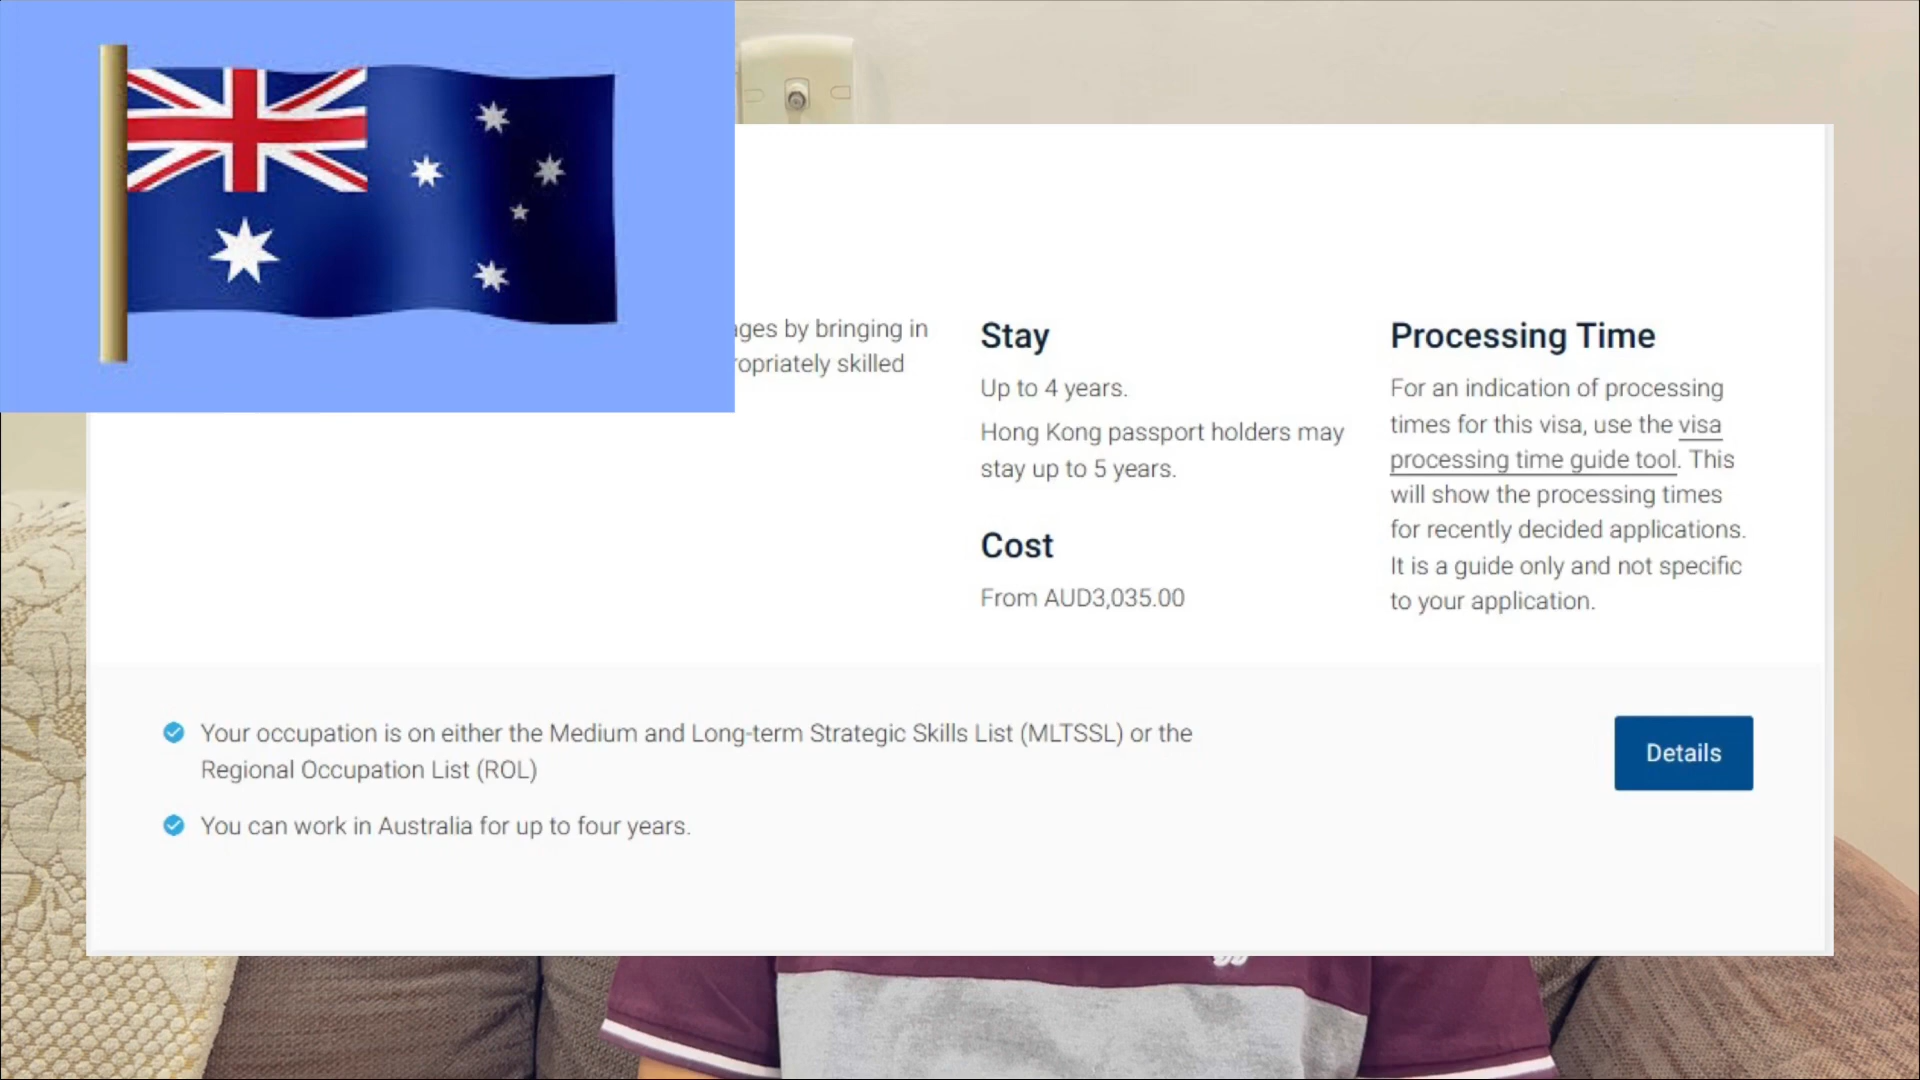 by bringing in
skilled
Stay
Up to 4 years.
Hong Kong passport holders may
stay up to 5 years.
Cost
From AUD3,035.00
Processing Time
For an indication of processing
times for this visa, use the visa
processing time guide tool. This
will show the processing times
for recently decided applications.
It is a guide only and not specific
to your application.
Your occupation is on either the Medium and Long-term Strategic Skills List (MLTSSL) or the
Regional Occupation List (ROL)
You can work in Australia for up to four years.
Details